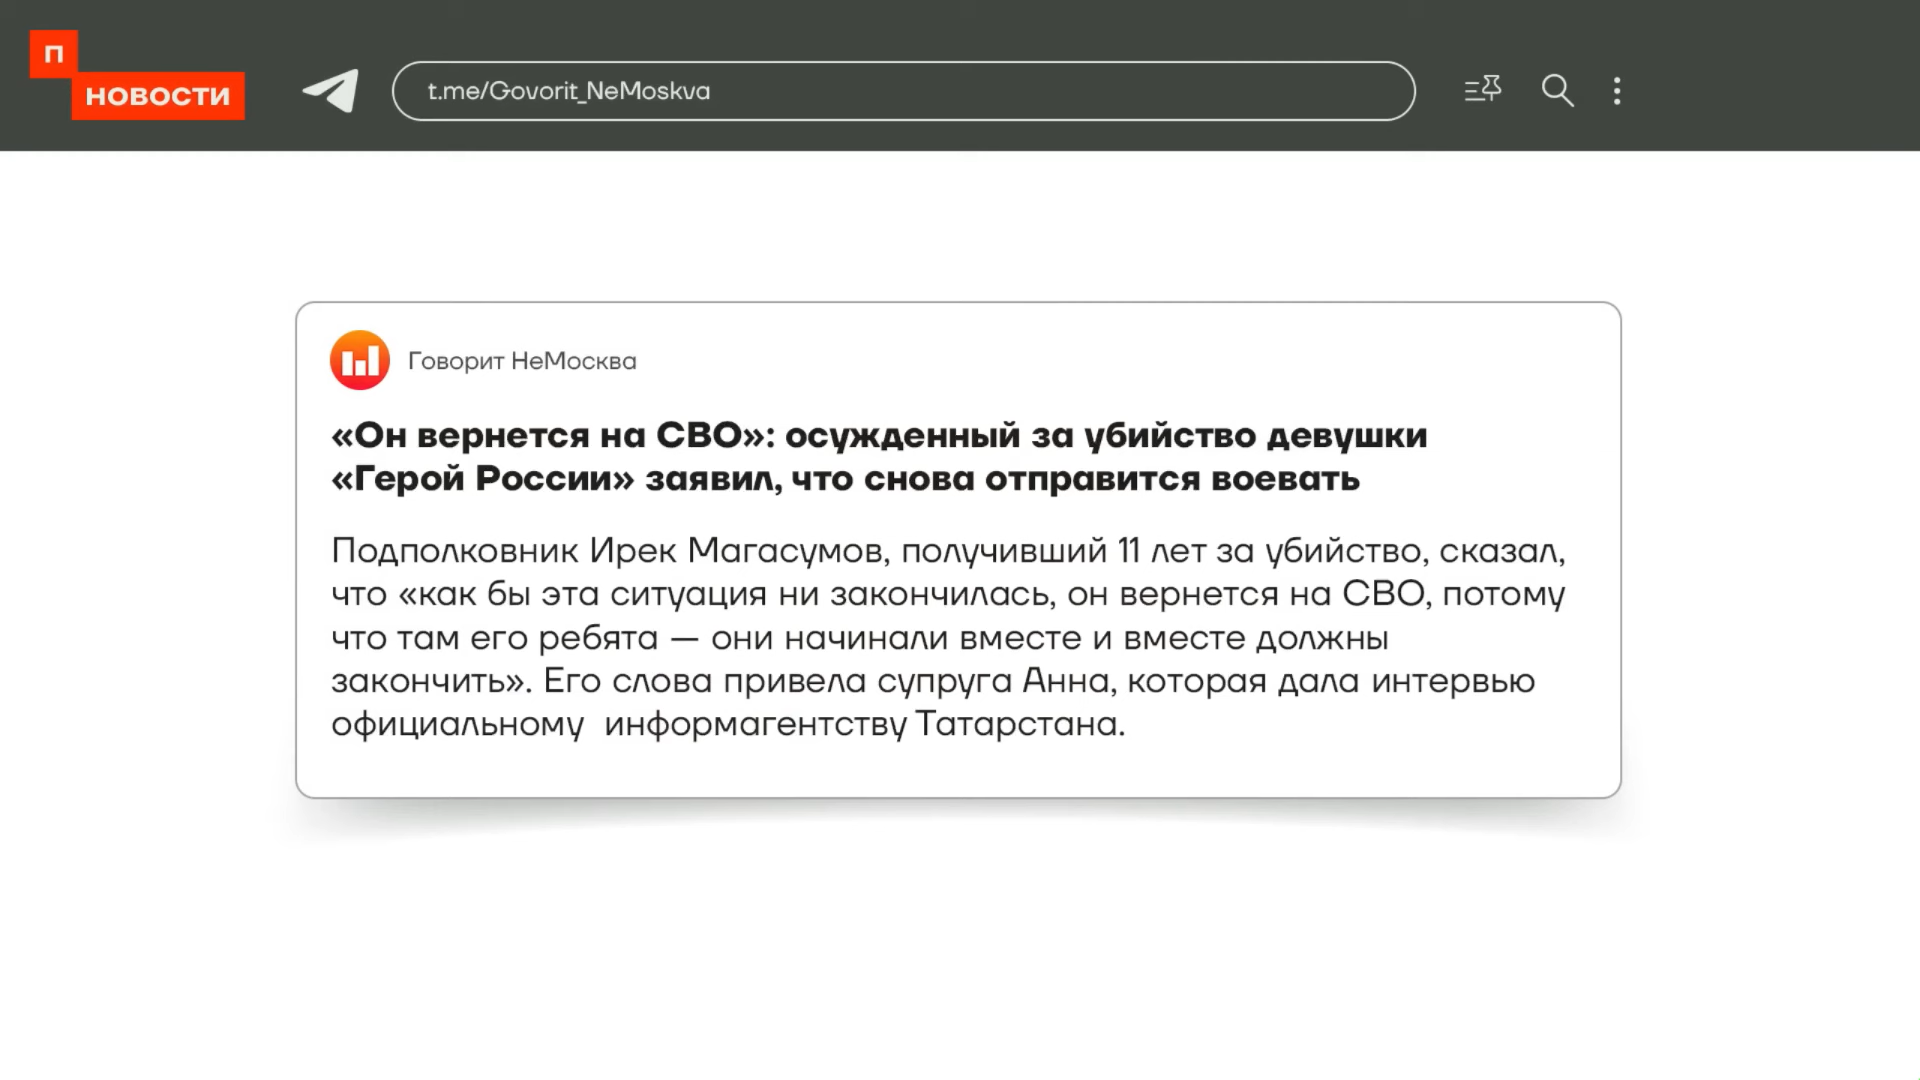 П
НОВОСТИ
t.me/Govorit_NeMoskva
Говорит НеМосква
«Он вернется на СВО»: осужденный за убийство девушки
«Герой России» заявил, что снова отправится воевать
Подполковник Ирек Магасумов, получивший 11 лет за убийство, сказал,
что «как бы эта ситуация ни закончилась, он вернется на СВО, потому
что там его ребята — они начинали вместе и вместе должны
закончить». Его слова привела супруга Анна, которая дала интервью
официальному информагентству Татарстана.